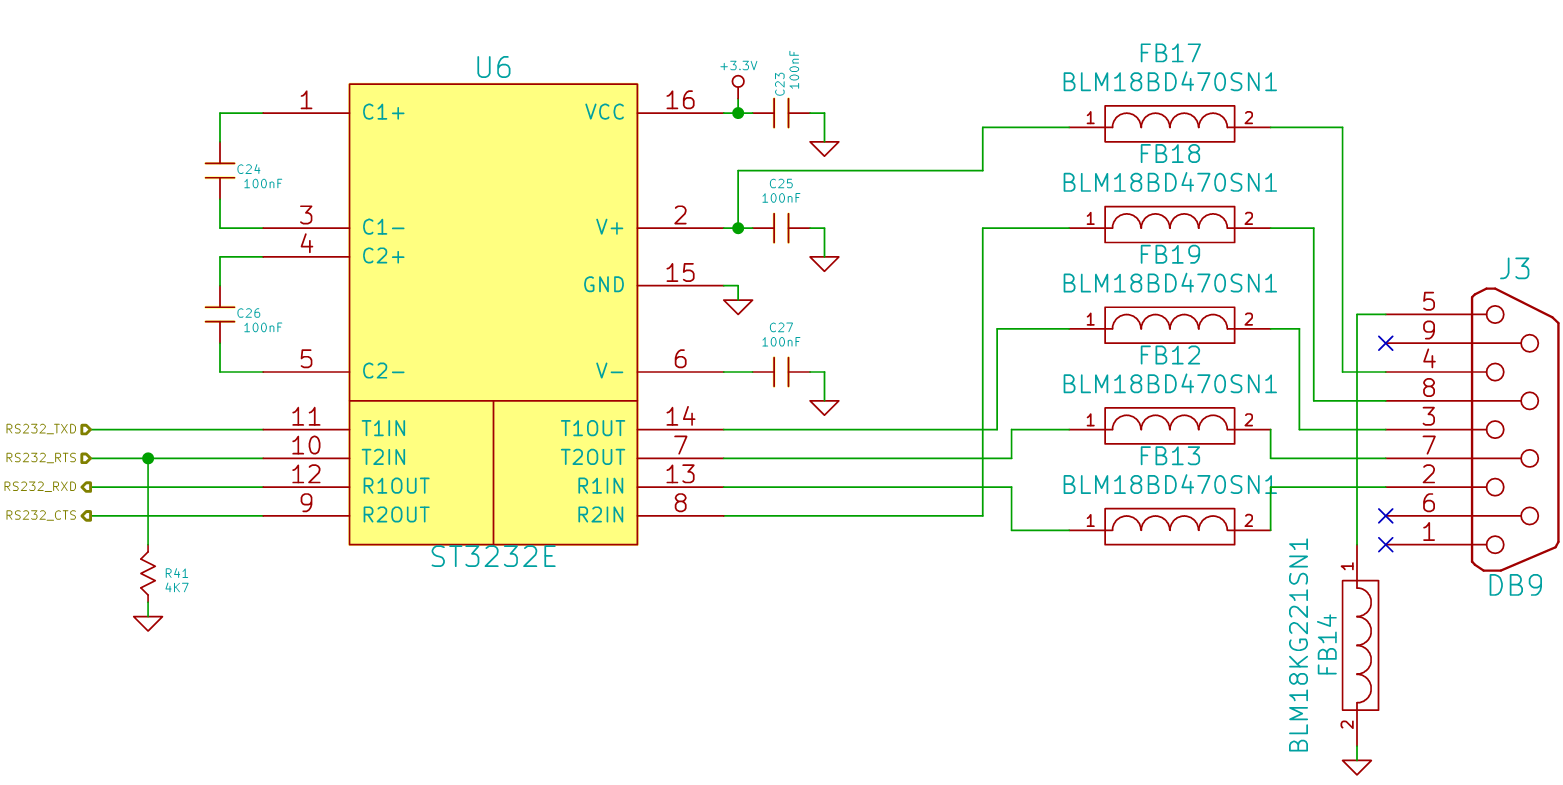 U6
ST3232E
1 C1+
3 C1-
4 C2+
5 C2-
11 T1IN
10 T2IN
12 R1OUT
9 R2OUT
VCC 16
V+ 2
GND 15
V- 6
T1OUT 14
T2OUT 7
R1IN 13
R2IN 8
C24
100nF
C26
100nF
RS232_TXD
RS232_RTS
RS232_RXD
RS232_CTS
R41
4K7
+3.3V
C23
100nF
C25
100nF
C27
100nF
FB17
BLM18BD470SN1
1 2
FB18
BLM18BD470SN1
1 2
FB19
BLM18BD470SN1
1 2
FB12
BLM18BD470SN1
1 2
FB13
BLM18BD470SN1
1 2
J3
5
9
4
8
3
7
2
6
1
DB9
BLM18KG221SN1
FB14
1
2